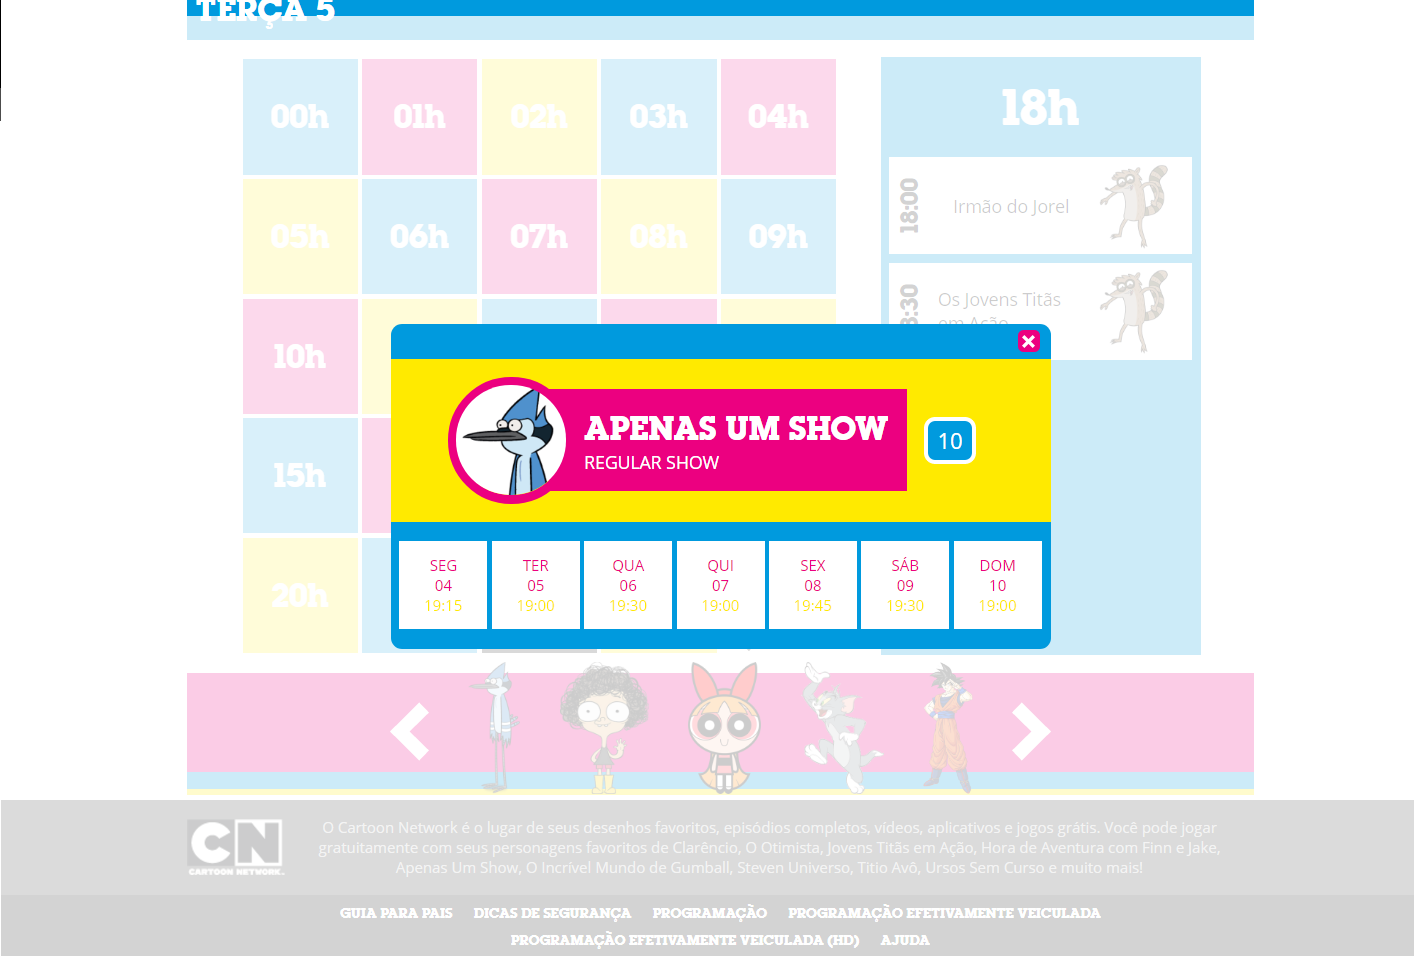 TERÇA 5
00h
01h
02h
03h
04h
05h
06h
07h
08h
09h
10h
15h
20h
18h
18:00
Irmão do Jorel
Os Jovens Titãs
em Ação
APENAS UM SHOW
REGULAR SHOW
10
SEG
04
19:15
TER
05
19:00
QUA
06
19:30
QUI
07
19:00
SEX
08
19:45
SÁB
09
19:30
DOM
10
19:00
CN
CARTOON NETWORK
O Cartoon Network é o lugar de seus desenhos favoritos, episódios completos, vídeos, aplicativos e jogos grátis. Você pode jogar
gratuitamente com seus personagens favoritos de Clarêncio, O Otimista, Jovens Titãs em Ação, Hora de Aventura com Finn e Jake,
Apenas Um Show, O Incrível Mundo de Gumball, Steven Universo, Titio Avô, Ursos Sem Curso e muito mais!
GUIA PARA PAIS DICAS DE SEGURANÇA PROGRAMAÇÃO PROGRAMAÇÃO EFETIVAMENTE VEICULADA
PROGRAMAÇÃO EFETIVAMENTE VEICULADA (HD) AJUDA